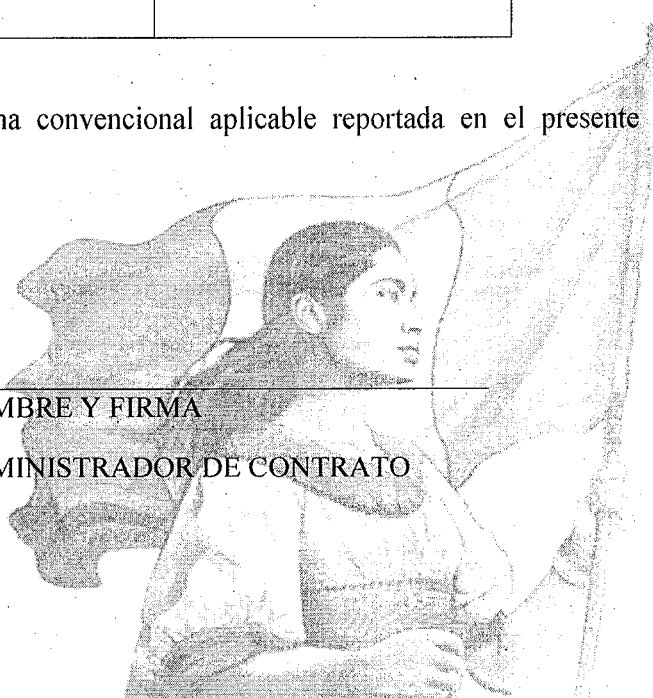 na convencional aplicable reportada en el presente
MBRE Y FIRMA
MINISTRADOR DE CONTRATO